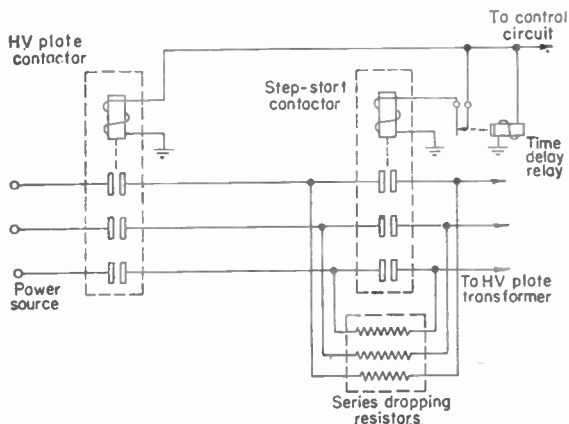 To control
circuit
HV plate
contactor
Step-start
contactor
Time
delay
relay
Power
source
To HV plate
transformer
Series dropping
resistors